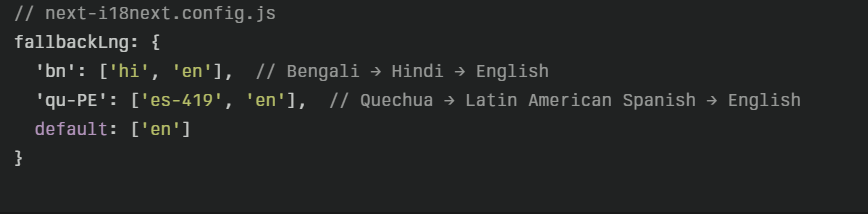 // next-i18next.config.js
fallbackLng: {
  'bn': ['hi', 'en'],  // Bengali → Hindi → English
  'qu-PE': ['es-419', 'en'],  // Quechua → Latin American Spanish → English
  default: ['en']
}